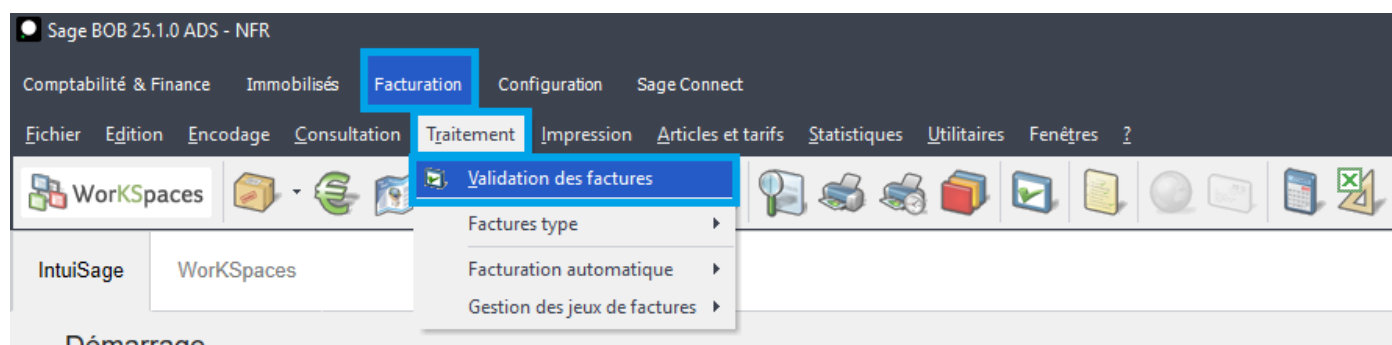 Sage BOB 25.1.0 ADS - NFR
Comptabilité & Finance Immobilisés Facturation Configuration Sage Connect
Fichier Edition Encodage Consultation Traitement Impression Articles et tarifs Statistiques Utilitaires Fenêtres ?
WorKSpaces
Validation des factures
Factures type
IntuiSage WorKSpaces
Facturation automatique
Gestion des jeux de factures
Démarrage